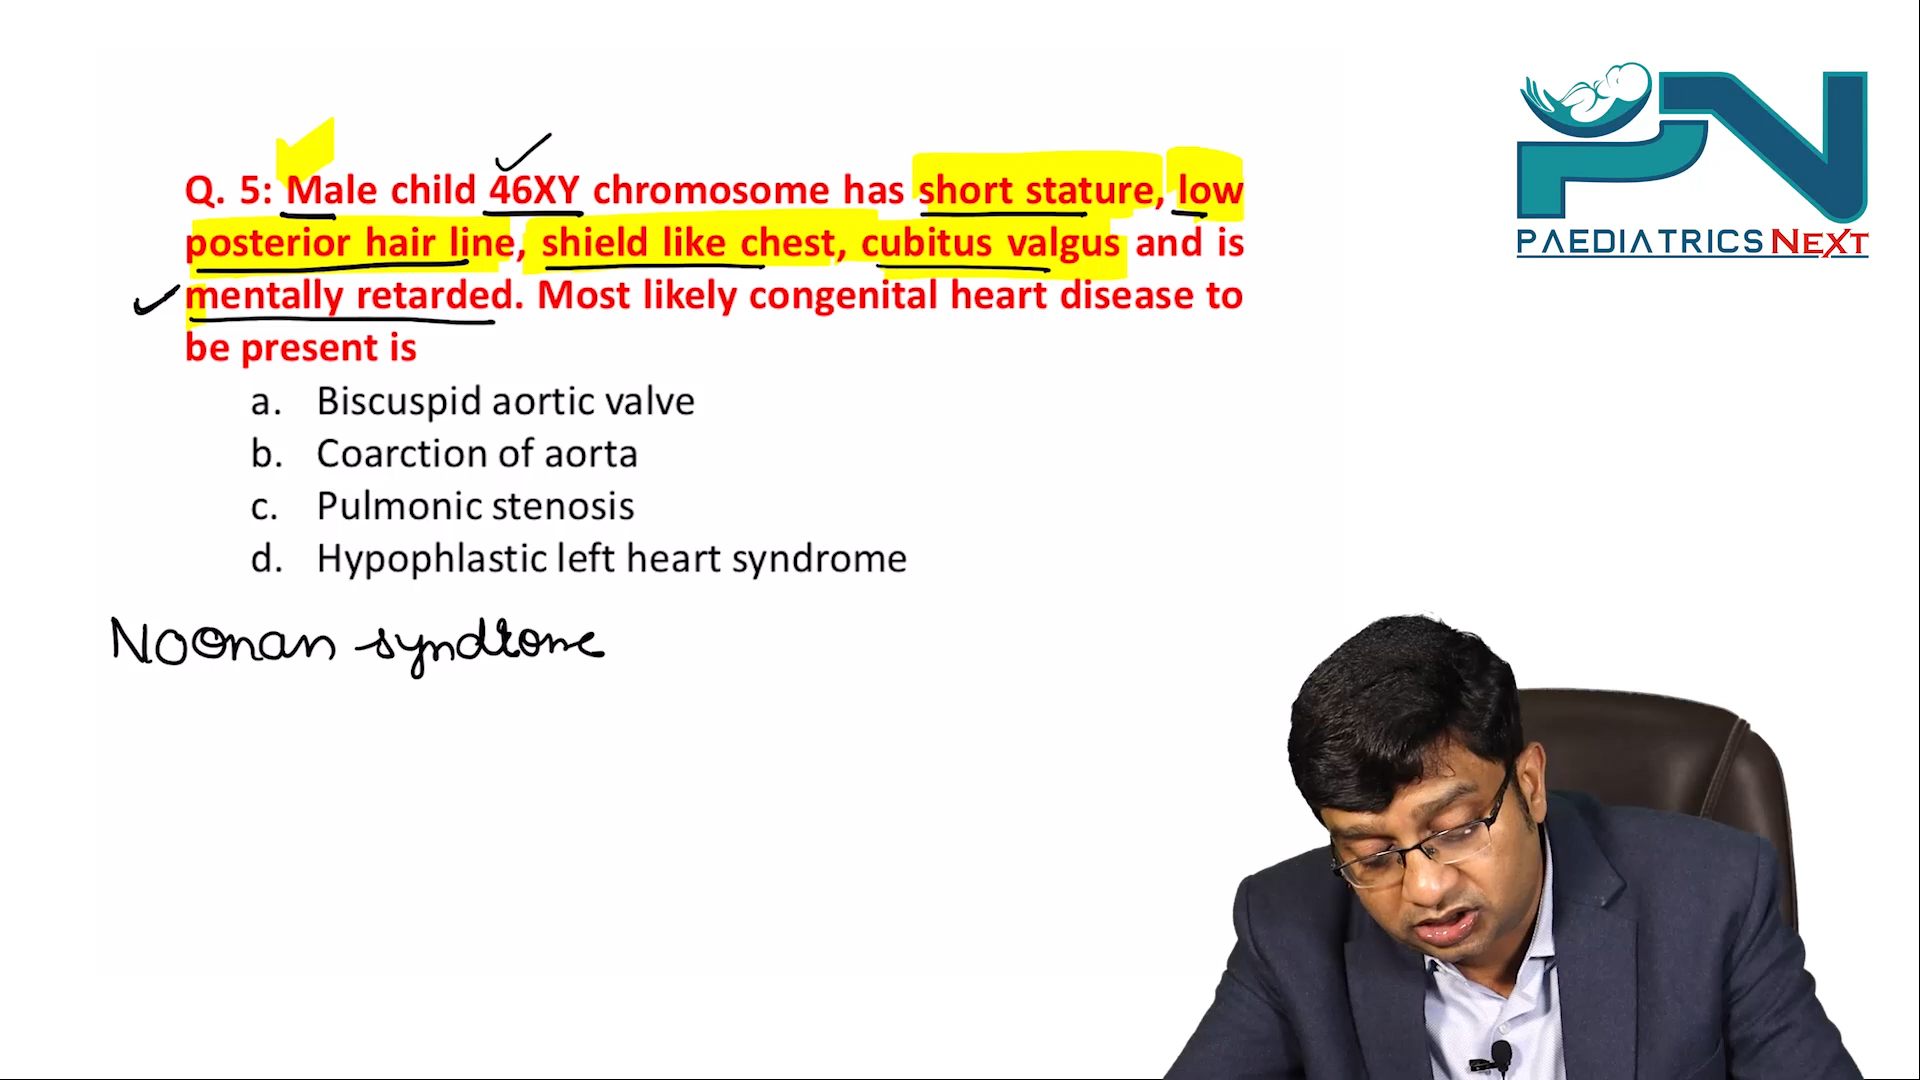 Q. 5: Male child 46XY chromosome has short stature, low
posterior hair line, shield like chest, cubitus valgus and is
mentally retarded. Most likely congenital heart disease to
be present is
a. Biscuspid aortic valve
b. Coarction of aorta
c. Pulmonic stenosis
d. Hypophlastic left heart syndrome
Noonan syndrome
PN
PAEDIATRICS NEXT